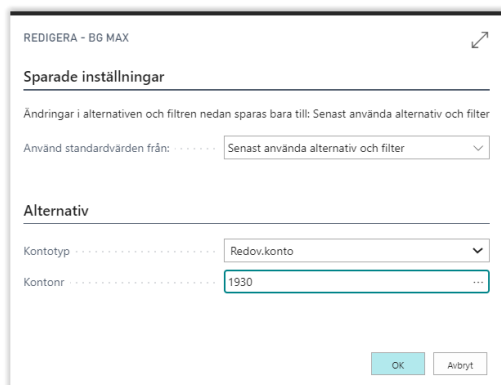 REDIGERA - BG MAX
Sparade inställningar
Ändringar i alternativen och filtren nedan sparas bara till: Senast använda alternativ och filter
Använd standardvärden från: Senast använda alternativ och filter
Alternativ
Kontotyp Redov.konto
Kontonr 1930 ...
OK Avbryt